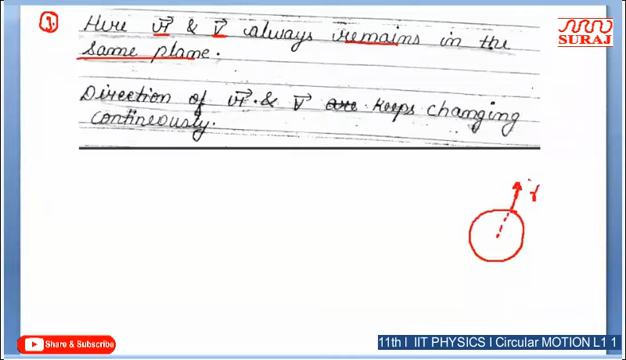 1.
Here r⃗ & v⃗ always remains in the
same plane.
Direction of r⃗ & v⃗ are keeps changing
contineously.
SURAJ
r
Share & Subscribe
11th I IIT PHYSICS I Circular MOTION L1 1